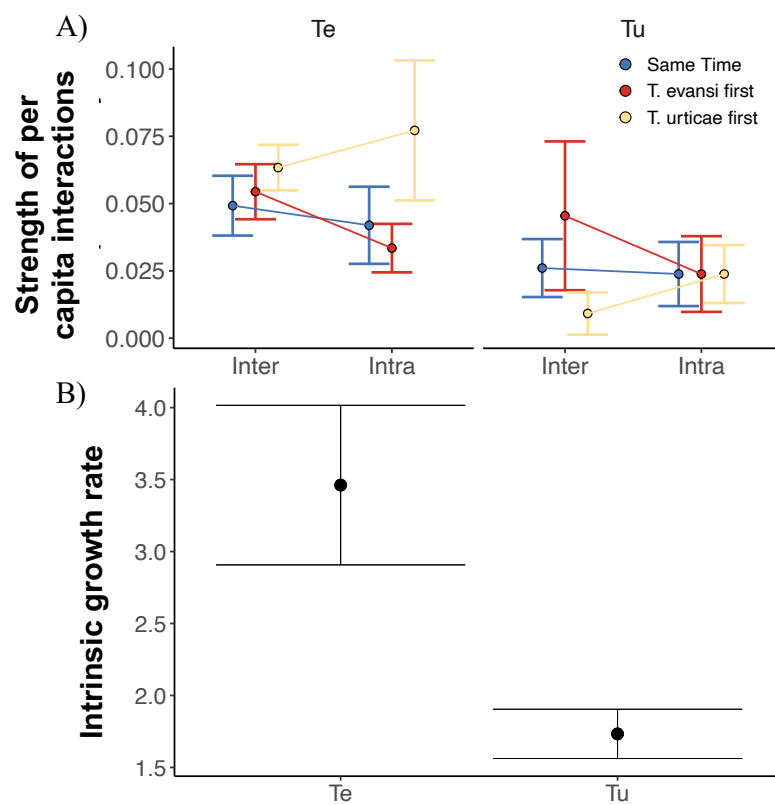 A)
Te
Tu
Strength of per
capita interactions
0.100
0.075
0.050
0.025
0.000
Same Time
T. evansi first
T. urticae first
Inter
Intra
Inter
Intra
B)
Intrinsic growth rate
4.0
3.5
3.0
2.5
2.0
1.5
Te
Tu